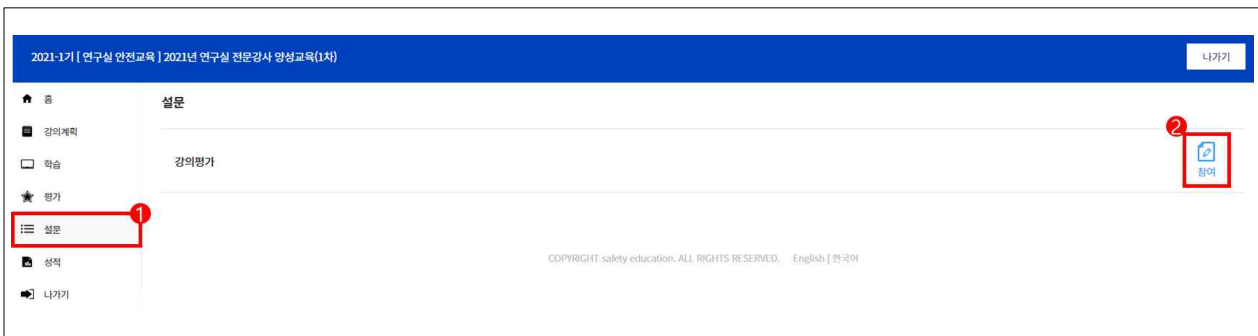 2021-1기 [ 연구실 안전교육 ] 2021년 연구실 전문강사 양성교육(1차)
나가기
홈
강의계획
학습
평가
설문
성적
나가기
1
설문
강의평가
2
참여
COPYRIGHT safety education. ALL RIGHTS RESERVED. English | 한국어